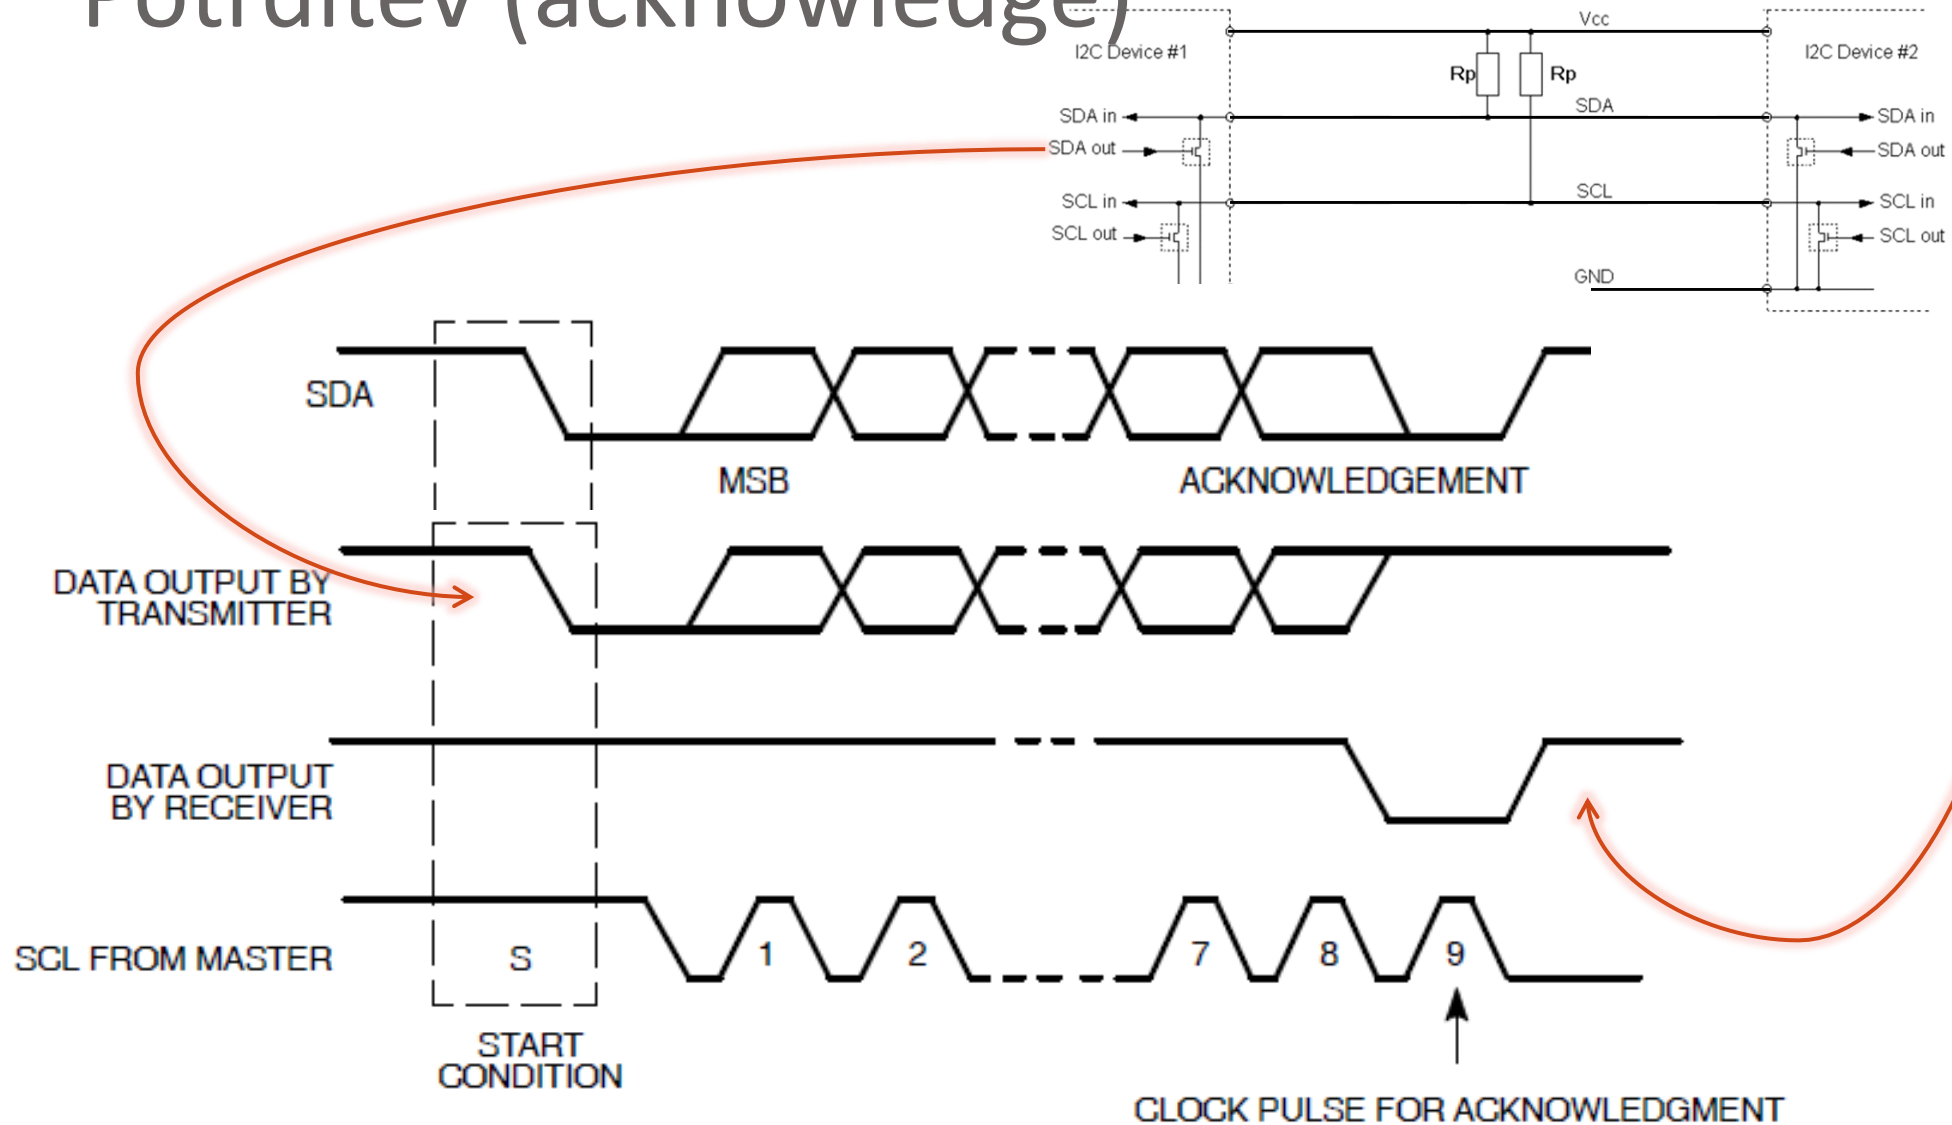 Potrditev (acknowledge)
Vcc
I2C Device #1
I2C Device #2
Rp
Rp
SDA in
SDA
SDA in
SDA out
SDA out
SCL in
SCL
SCL in
SCL out
SCL out
GND
SDA
MSB
ACKNOWLEDGEMENT
DATA OUTPUT BY
TRANSMITTER
DATA OUTPUT
BY RECEIVER
SCL FROM MASTER
S
1
2
7
8
9
START
CONDITION
CLOCK PULSE FOR ACKNOWLEDGMENT